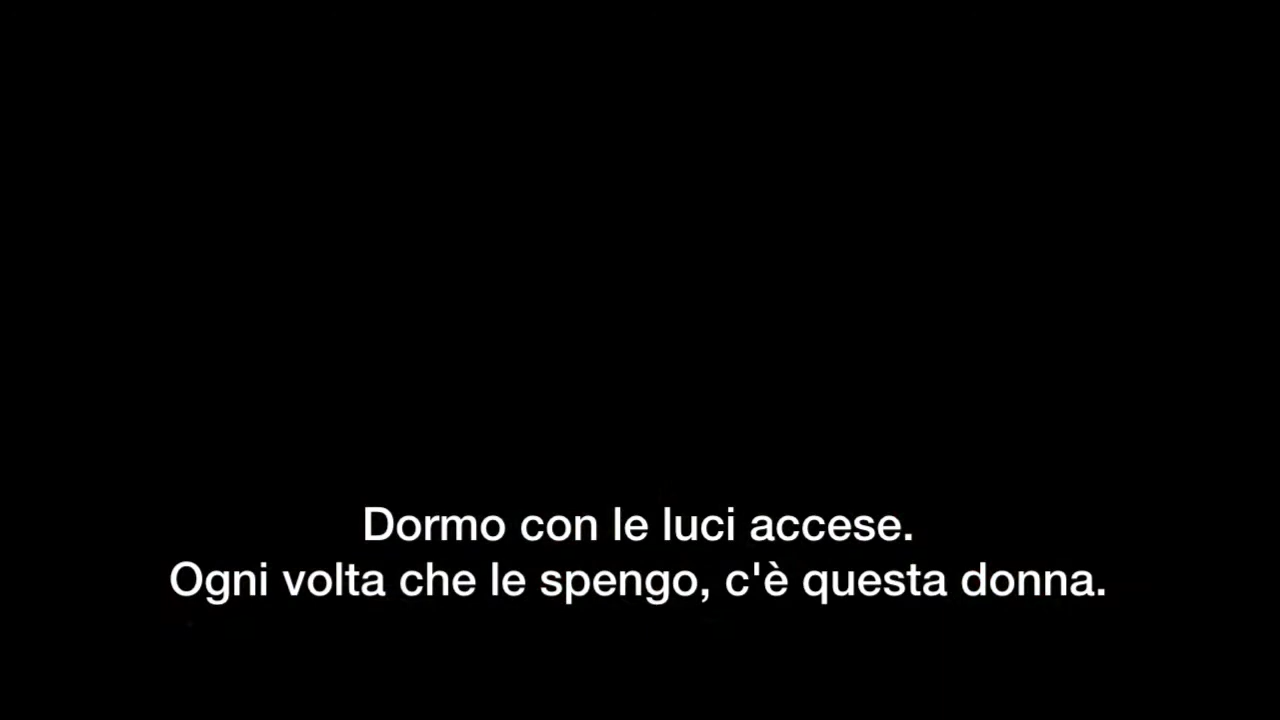 Dormo con le luci accese.
Ogni volta che le spengo, c'è questa donna.